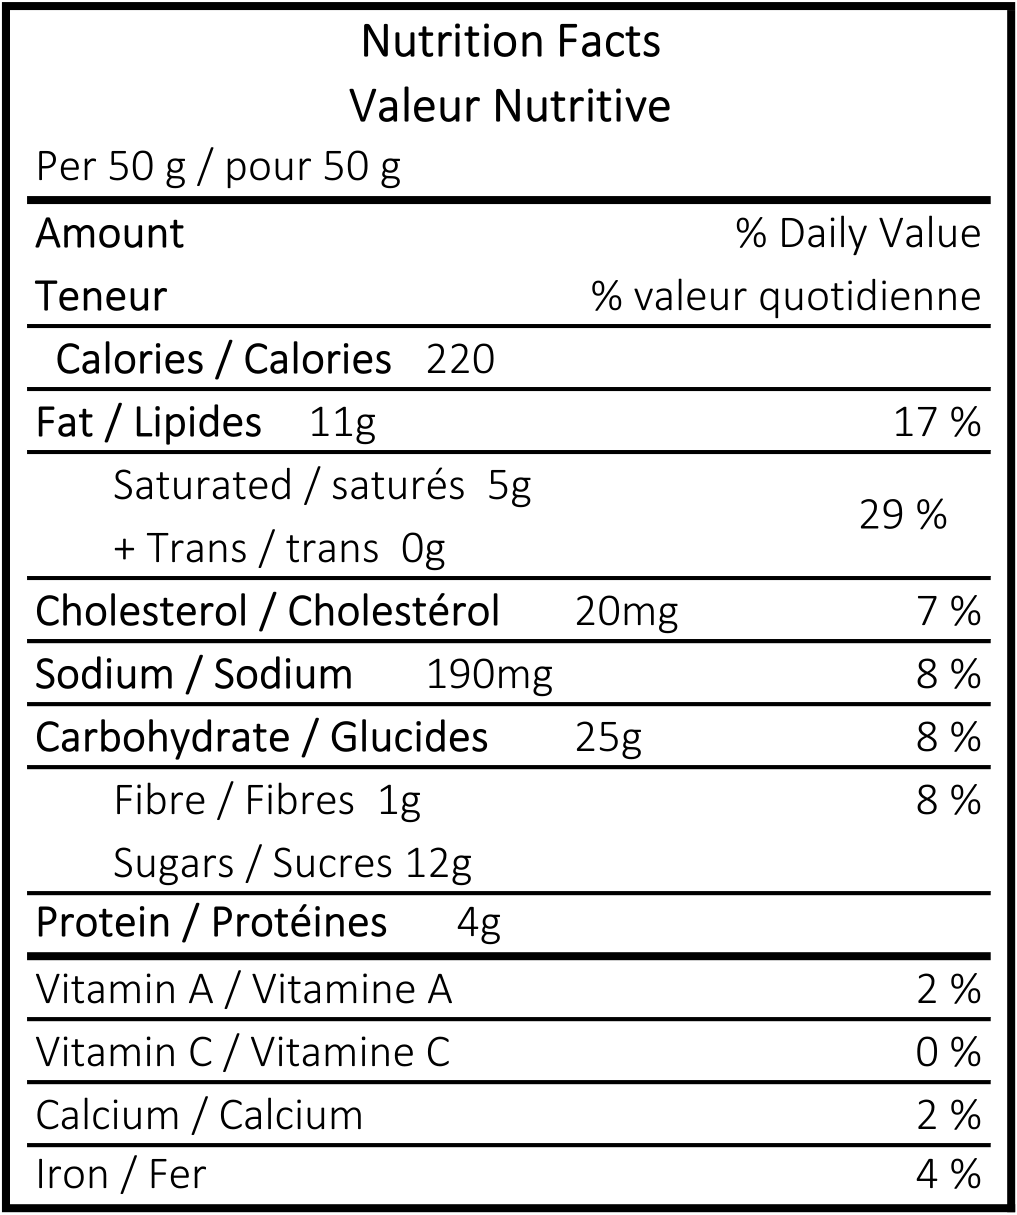 Nutrition Facts
Valeur Nutritive
Per 50 g / pour 50 g
Amount % Daily Value
Teneur % valeur quotidienne
Calories / Calories 220
Fat / Lipides 11g 17 %
Saturated / saturés 5g
29 %
+ Trans / trans 0g
Cholesterol / Cholestérol 20mg 7 %
Sodium / Sodium 190mg 8 %
Carbohydrate / Glucides 25g 8 %
Fibre / Fibres 1g 8 %
Sugars / Sucres 12g
Protein / Protéines 4g
Vitamin A / Vitamine A 2 %
Vitamin C / Vitamine C 0 %
Calcium / Calcium 2 %
Iron / Fer 4 %